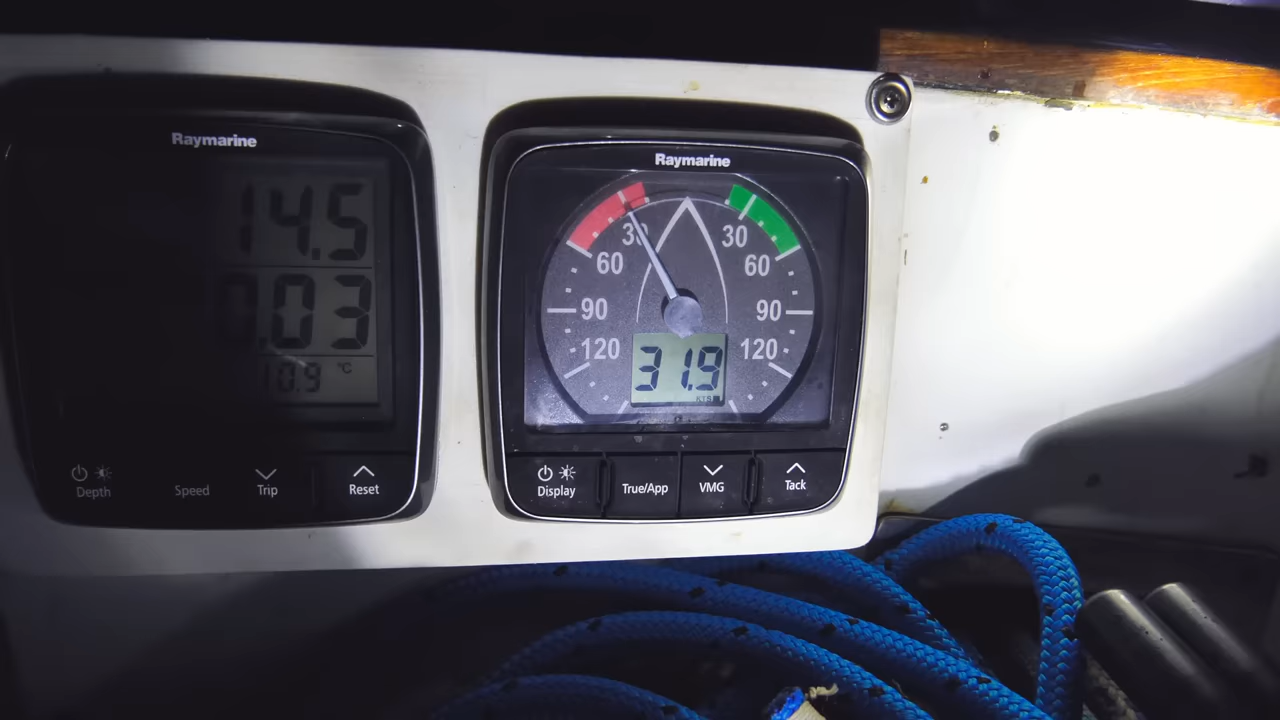 Raymarine
14.5
0.03
10.9 °C
Depth
Speed
Trip
Reset
Raymarine
30 30
60 60
90 90
120 120
31.9
KTS
Display
True/App
VMG
Tack